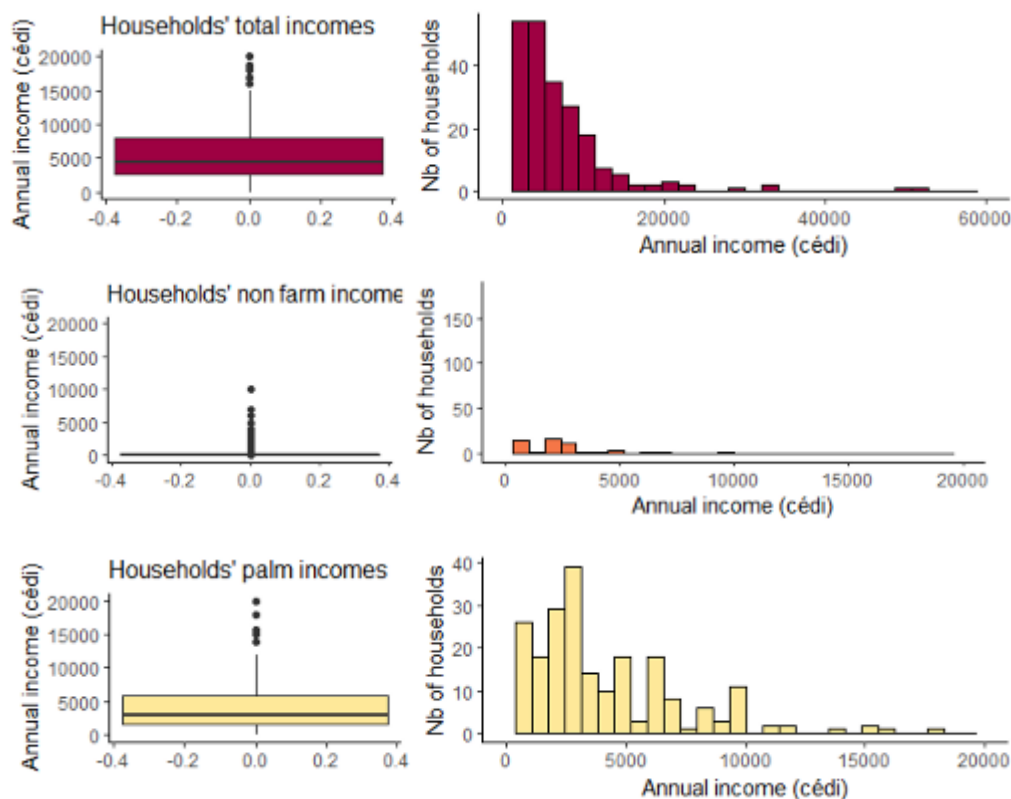 Households' total incomes
Annual income (cédi)
20000
15000
10000
5000
0
-0.4 -0.2 0.0 0.2 0.4
Nb of households
40
20
0
0 20000 40000 60000
Annual income (cédi)
Households' non farm income
Annual income (cédi)
20000
15000
10000
5000
0
-0.4 -0.2 0.0 0.2 0.4
Nb of households
150
100
50
0
0 5000 10000 15000 20000
Annual income (cédi)
Households' palm incomes
Annual income (cédi)
20000
15000
10000
5000
0
-0.4 -0.2 0.0 0.2 0.4
Nb of households
40
30
20
10
0
0 5000 10000 15000 20000
Annual income (cédi)